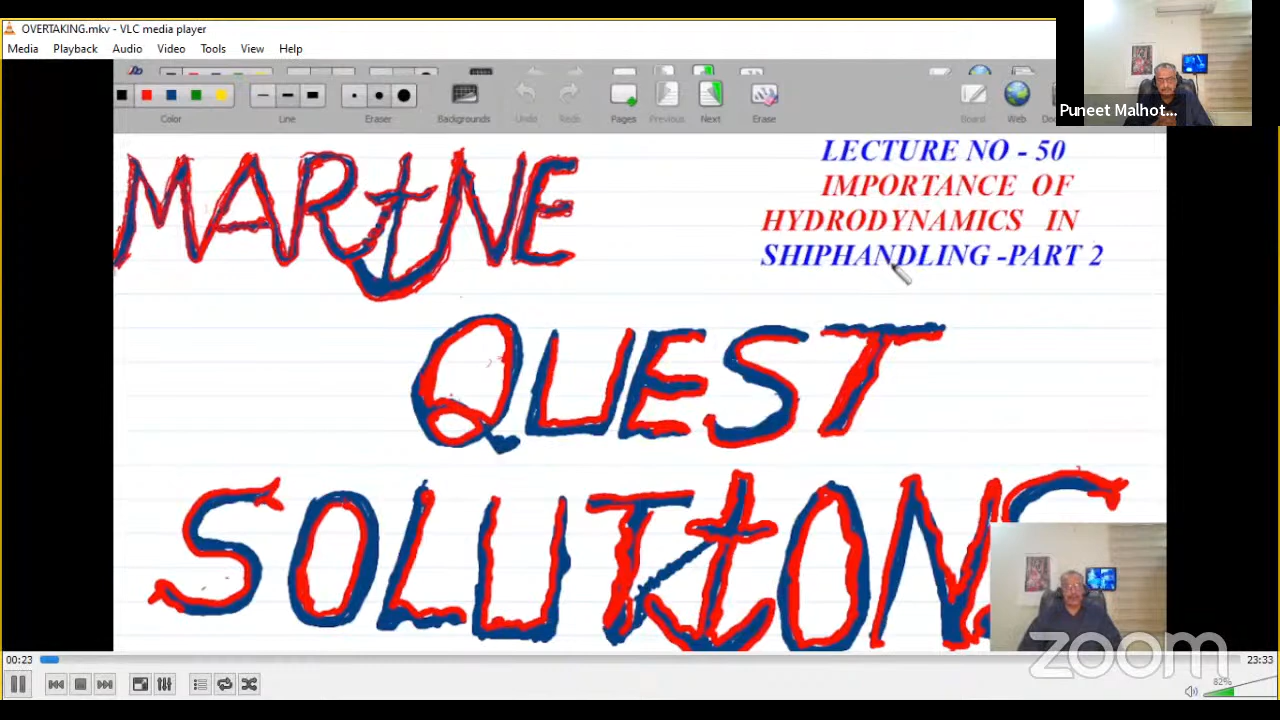 OVERTAKING.mkv - VLC media player
Media Playback Audio Video Tools View Help
Puneet Malhot...
Color Line Eraser Backgrounds Undo Redo Pages Previous Next Erase Board Web
MARINE
LECTURE NO - 50
IMPORTANCE OF
HYDRODYNAMICS IN
SHIPHANDLING -PART 2
QUEST
SOLUTIONS
zoom
00:23
23:33
82%